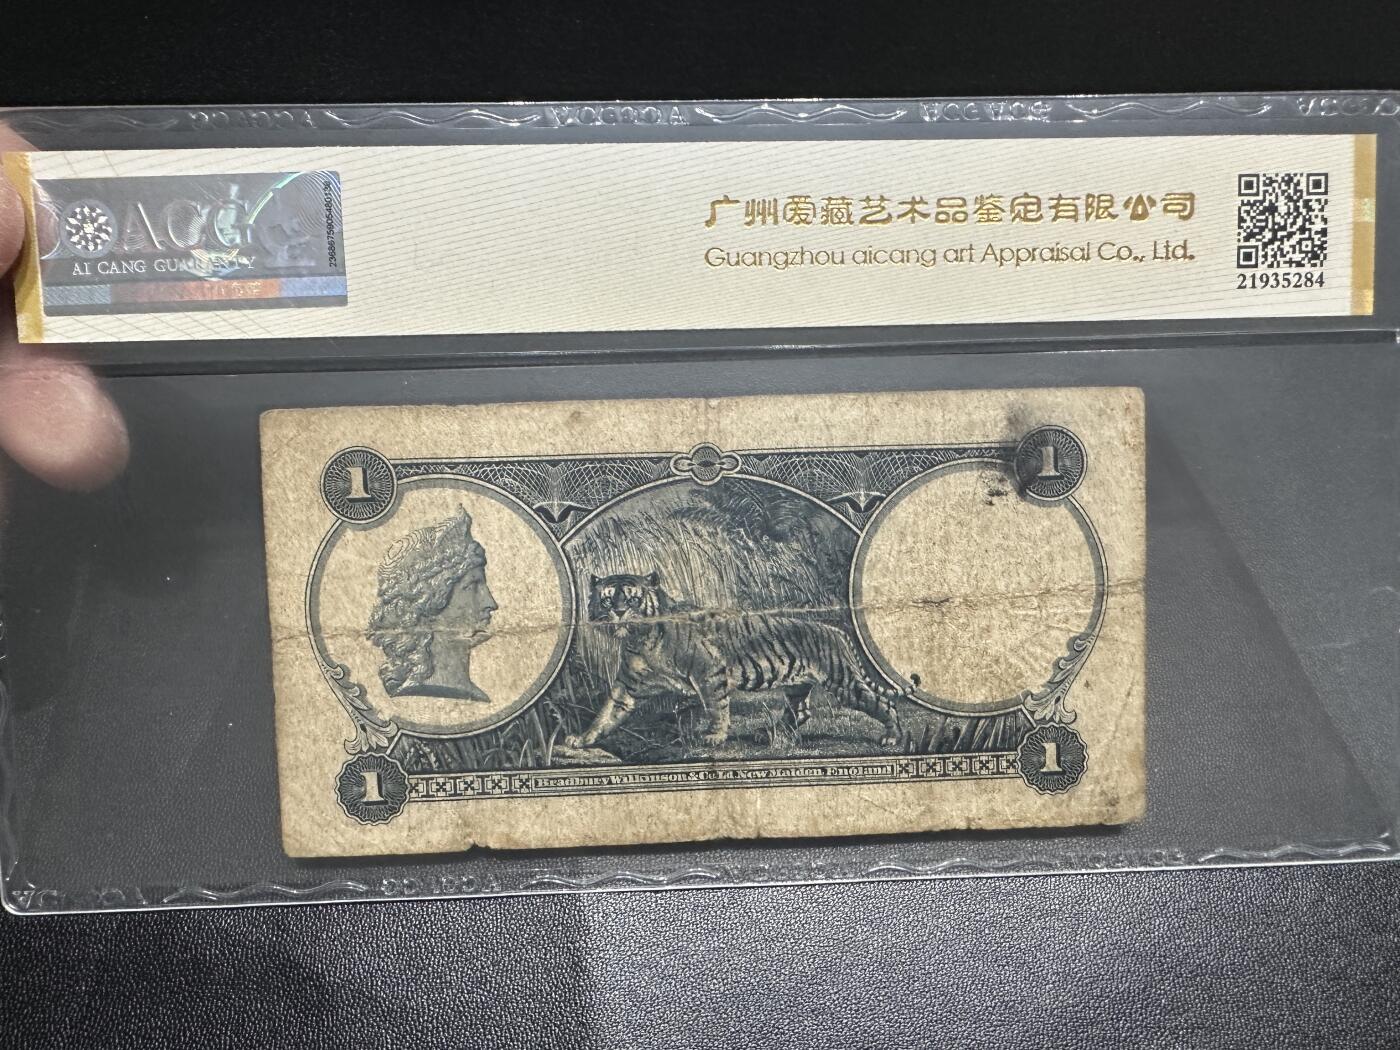 ACG
AI CANG GUARENTY
广州爱藏艺术品鉴定有限公司
Guangzhou aicang art Appraisal Co., Ltd.
21935284
1
1
1
1
Bradbury Wilkinson & Co Ld New Malden, England